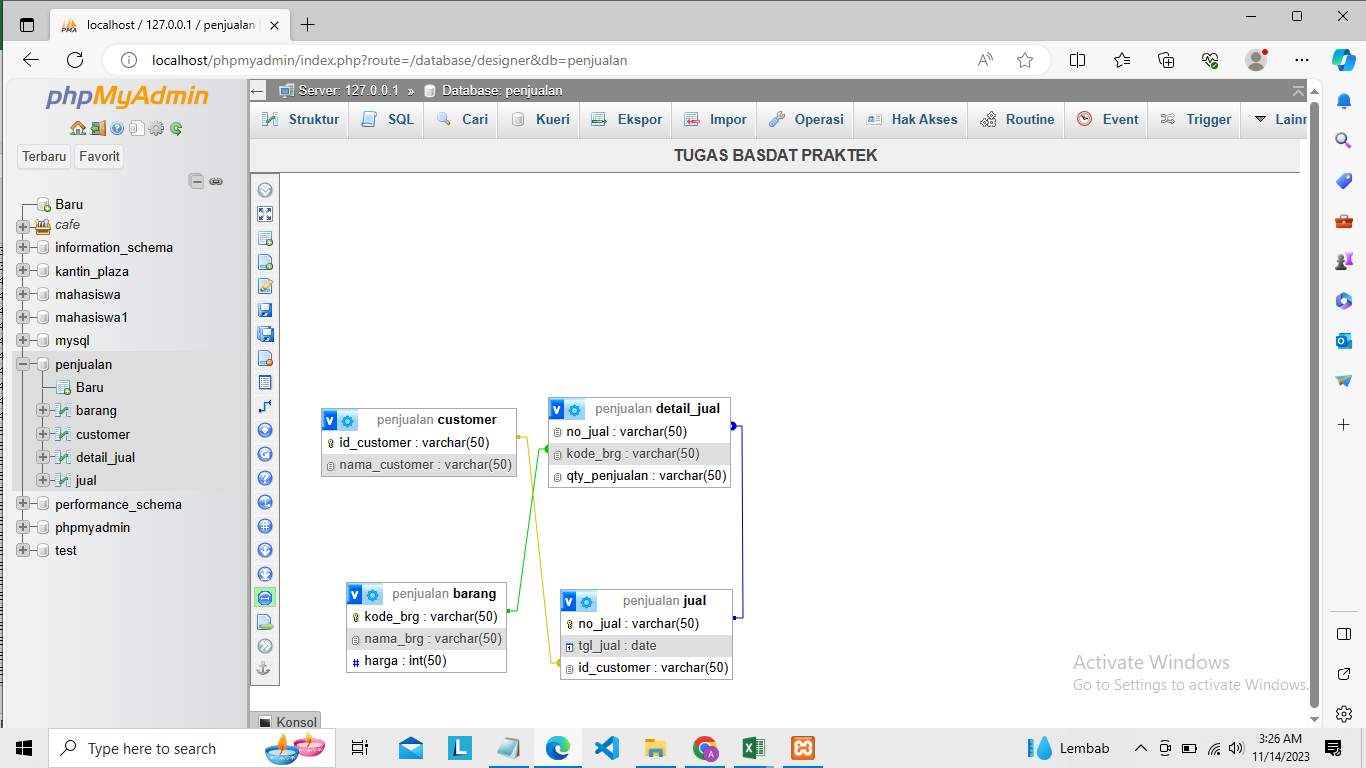 localhost / 127.0.0.1 / penjualan
localhost/phpmyadmin/index.php?route=/database/designer&db=penjualan
phpMyAdmin
Terbaru
Favorit
Baru
cafe
information_schema
kantin_plaza
mahasiswa
mahasiswa1
mysql
penjualan
Baru
barang
customer
detail_jual
jual
performance_schema
phpmyadmin
test
Server: 127.0.0.1 » Database: penjualan
Struktur SQL Cari Kueri Ekspor Impor Operasi Hak Akses Routine Event Trigger Lainn
TUGAS BASDAT PRAKTEK
penjualan customer
id_customer : varchar(50)
nama_customer : varchar(50)
penjualan detail_jual
no_jual : varchar(50)
kode_brg : varchar(50)
qty_penjualan : varchar(50)
penjualan barang
kode_brg : varchar(50)
nama_brg : varchar(50)
harga : int(50)
penjualan jual
no_jual : varchar(50)
tgl_jual : date
id_customer : varchar(50)
Konsol
Activate Windows
Go to Settings to activate Windows.
Type here to search
Lembab
3:26 AM
11/14/2023